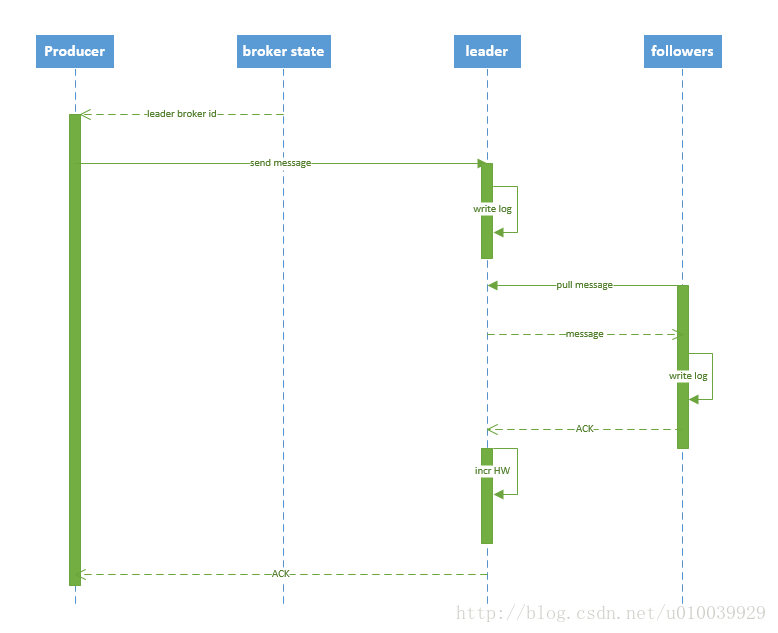 Producer
broker state
leader
followers
leader broker id
send message
write log
pull message
message
write log
ACK
incr HW
ACK
http://blog.csdn.net/u010039929